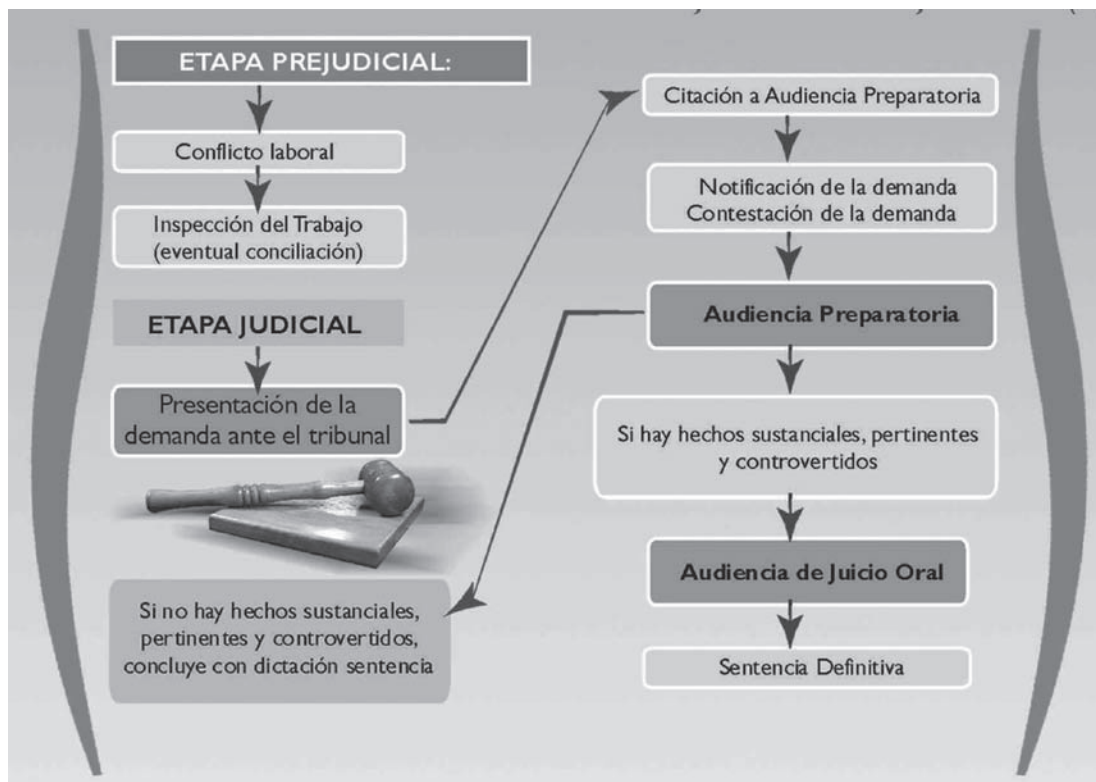 ETAPA PREJUDICIAL:
Conflicto laboral
Inspección del Trabajo
(eventual conciliación)
ETAPA JUDICIAL
Presentación de la
demanda ante el tribunal
Si no hay hechos sustanciales,
pertinentes y controvertidos,
concluye con dictación sentencia
Citación a Audiencia Preparatoria
Notificación de la demanda
Contestación de la demanda
Audiencia Preparatoria
Si hay hechos sustanciales, pertinentes
y controvertidos
Audiencia de Juicio Oral
Sentencia Definitiva